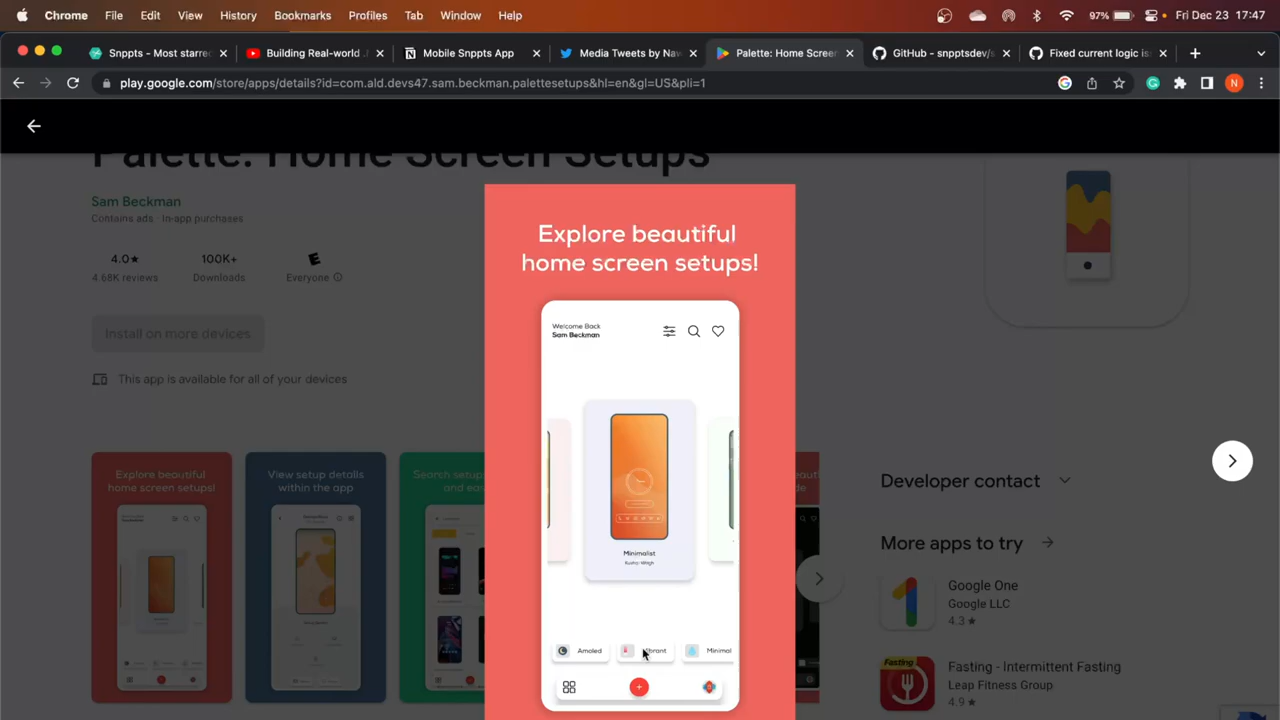 Chrome File Edit View History Bookmarks Profiles Tab Window Help 97% Fri Dec 23 17:47
Snppts - Most starre Building Real-world J Mobile Snppts App Media Tweets by Nav Palette: Home Screen GitHub - snpptsdev/s Fixed current logic is
play.google.com/store/apps/details?id=com.ald.devs47.sam.beckman.palettesetups&hl=en&gl=US&pli=1 N
Palette: Home Screen Setups
Sam Beckman
Contains ads · In-app purchases
4.0★ 100K+ E
4.68K reviews Downloads Everyone
Install on more devices
This app is available for all of your devices
Explore beautiful
home screen setups!
View setup details
within the app
Explore beautiful
home screen setups!
Welcome Back
Sam Beckman
Minimalist
Amoled
Minimal
Developer contact
More apps to try
Google One
Google LLC
4.3★
Fasting
Fasting - Intermittent Fasting
Leap Fitness Group
4.9★